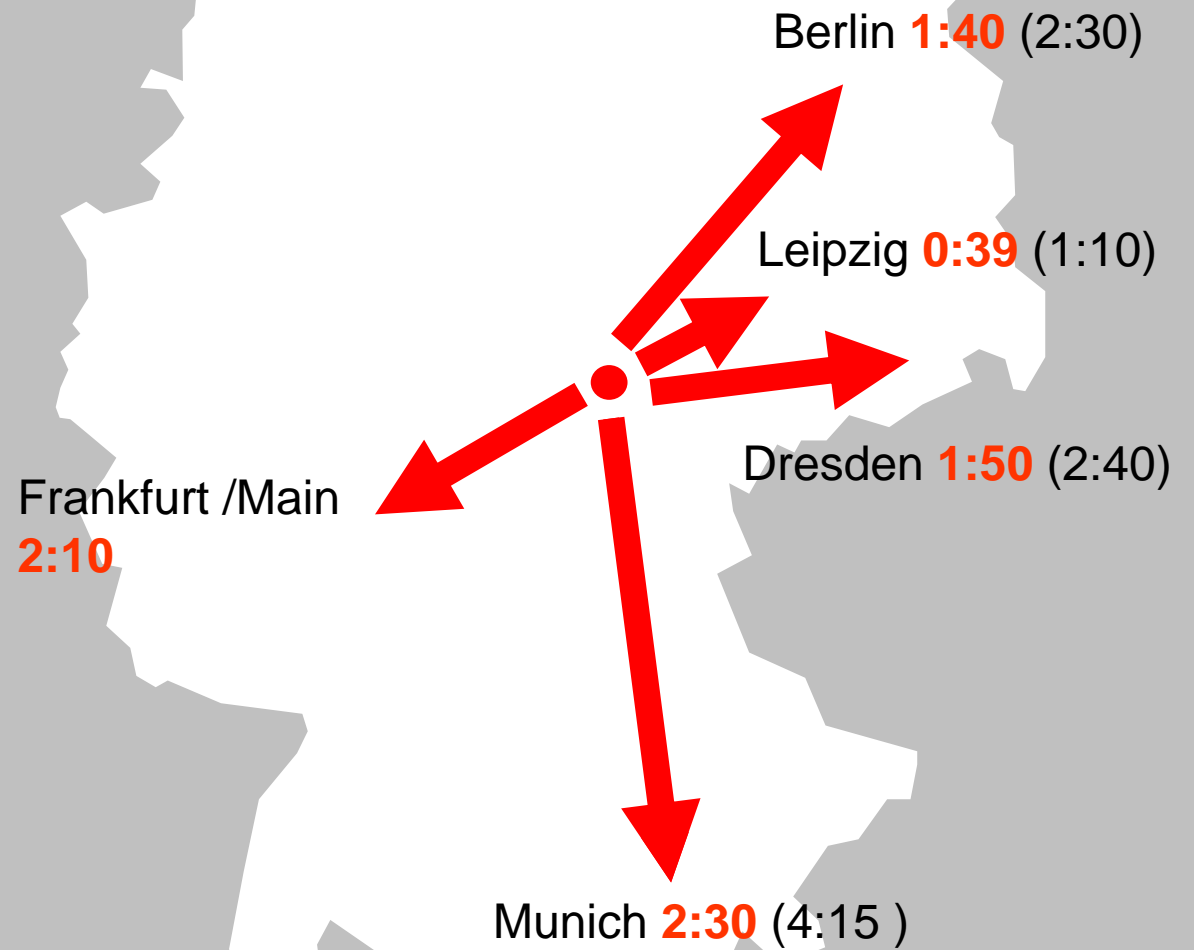 Berlin 1:40 (2:30)
Leipzig 0:39 (1:10)
Dresden 1:50 (2:40)
Frankfurt /Main
2:10
Munich 2:30 (4:15 )